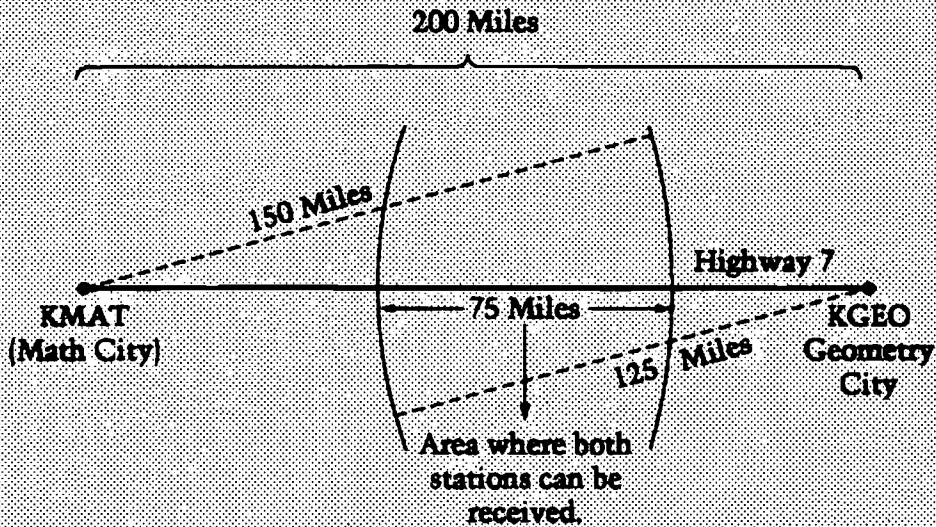 200 Miles
150 Miles
Highway 7
75 Miles
KMAT
(Math City)
KGEO
Geometry
City
125 Miles
Area where both
stations can be
received.